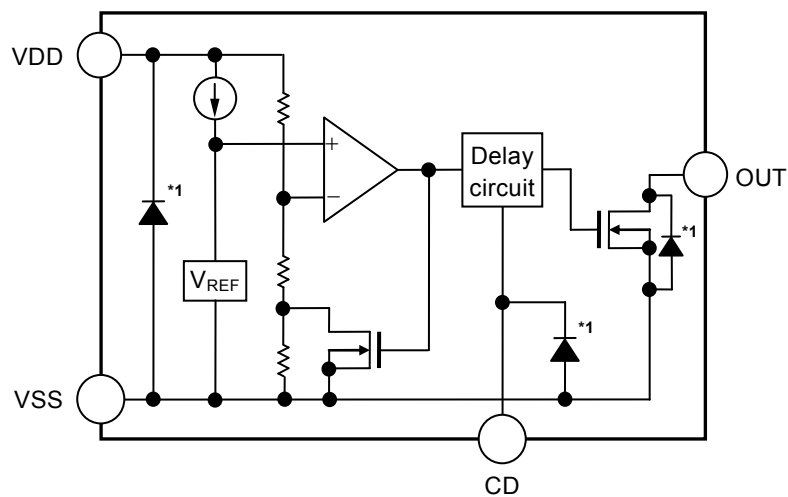 VDD
*1
+
−
Delay
circuit
OUT
*1
*1
VREF
*1
VSS
CD